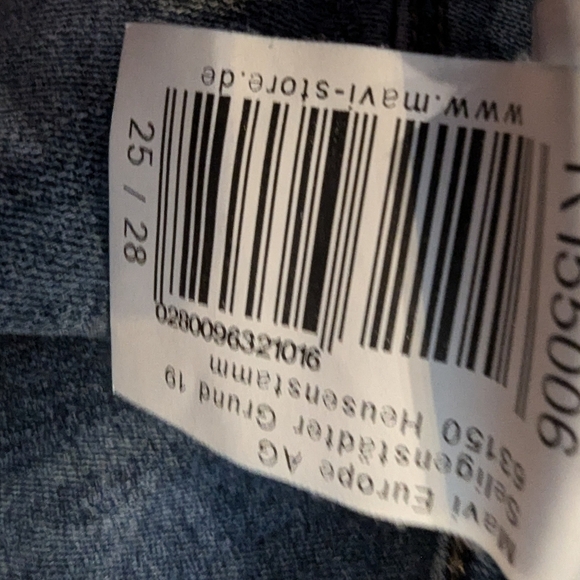 Mavi Europe AG
Seligenstädter Grund 19
63150 Heusenstamm
0280096321016
www.mavi-store.de
25 / 28